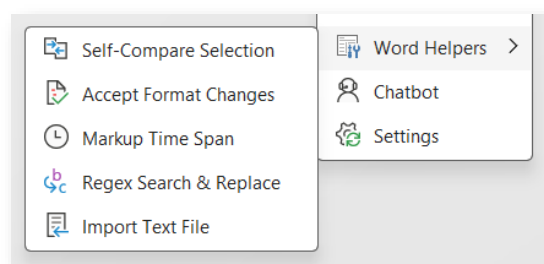 Self-Compare Selection
Accept Format Changes
Markup Time Span
Regex Search & Replace
Import Text File
Word Helpers
Chatbot
Settings